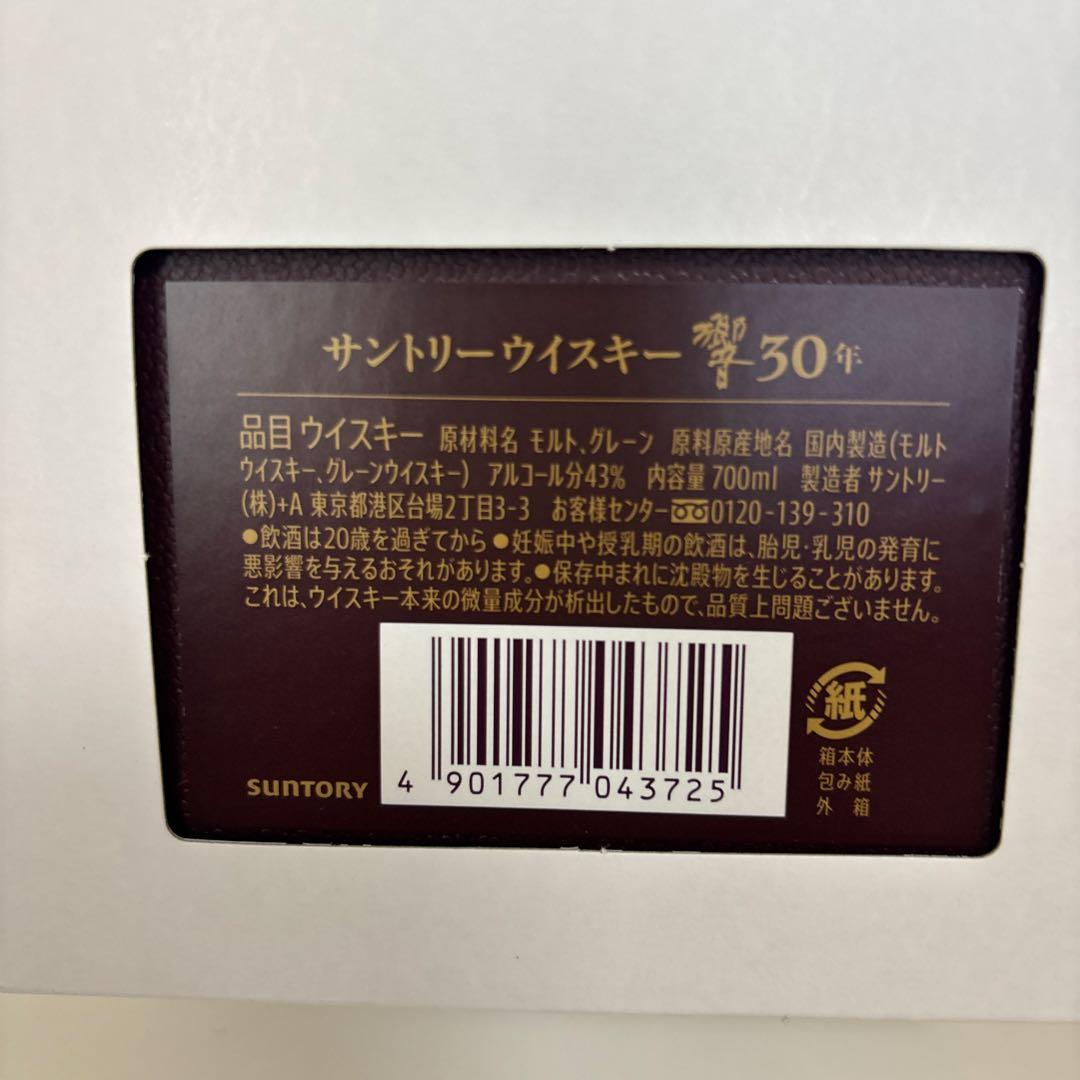 サントリーウイスキー 響 30年
品目 ウイスキー 原材料名 モルト、グレーン 原料原産地名 国内製造(モルト
ウイスキー、グレーンウイスキー) アルコール分43% 内容量 700ml 製造者 サントリー
(株)+A 東京都港区台場2丁目3-3 お客様センター 0120-139-310
●飲酒は20歳を過ぎてから ●妊娠中や授乳期の飲酒は、胎児・乳児の発育に
悪影響を与えるおそれがあります。●保存中まれに沈殿物を生じることがあります。
これは、ウイスキー本来の微量成分が析出したもので、品質上問題ございません。
紙
箱本体
包み紙
外箱
SUNTORY
4 901777 043725